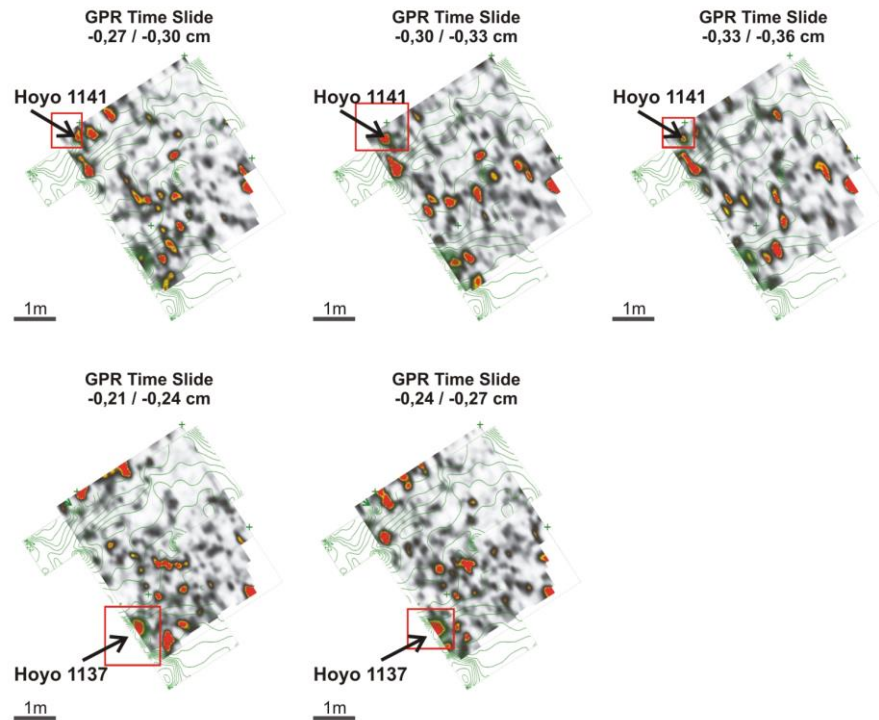 GPR Time Slide
-0,27 / -0,30 cm
Hoyo 1141
1m
GPR Time Slide
-0,30 / -0,33 cm
Hoyo 1141
1m
GPR Time Slide
-0,33 / -0,36 cm
Hoyo 1141
1m
GPR Time Slide
-0,21 / -0,24 cm
Hoyo 1137
1m
GPR Time Slide
-0,24 / -0,27 cm
Hoyo 1137
1m